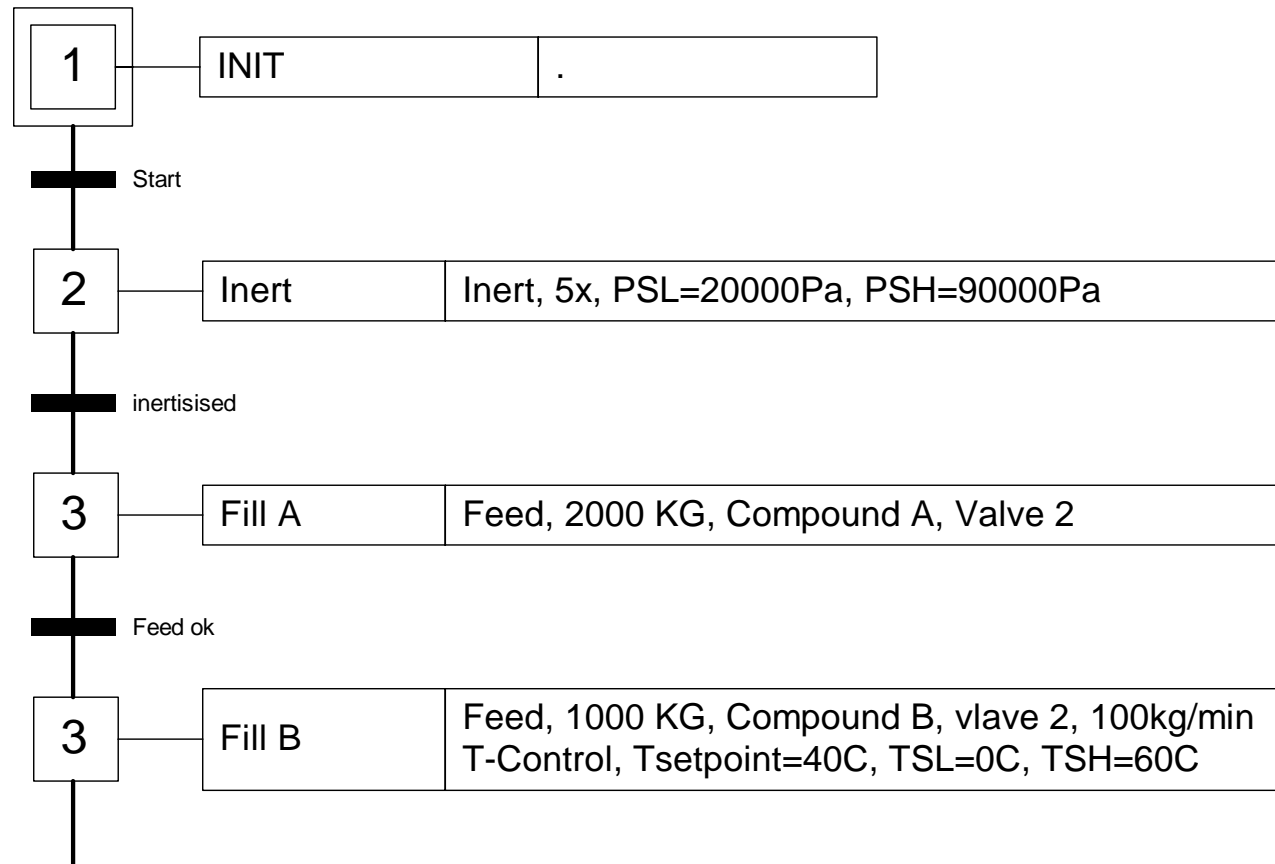 1
INIT
.
Start
2
Inert
Inert, 5x, PSL=20000Pa, PSH=90000Pa
inertisised
3
Fill A
Feed, 2000 KG, Compound A, Valve 2
Feed ok
3
Fill B
Feed, 1000 KG, Compound B, vlave 2, 100kg/min
T-Control, Tsetpoint=40C, TSL=0C, TSH=60C